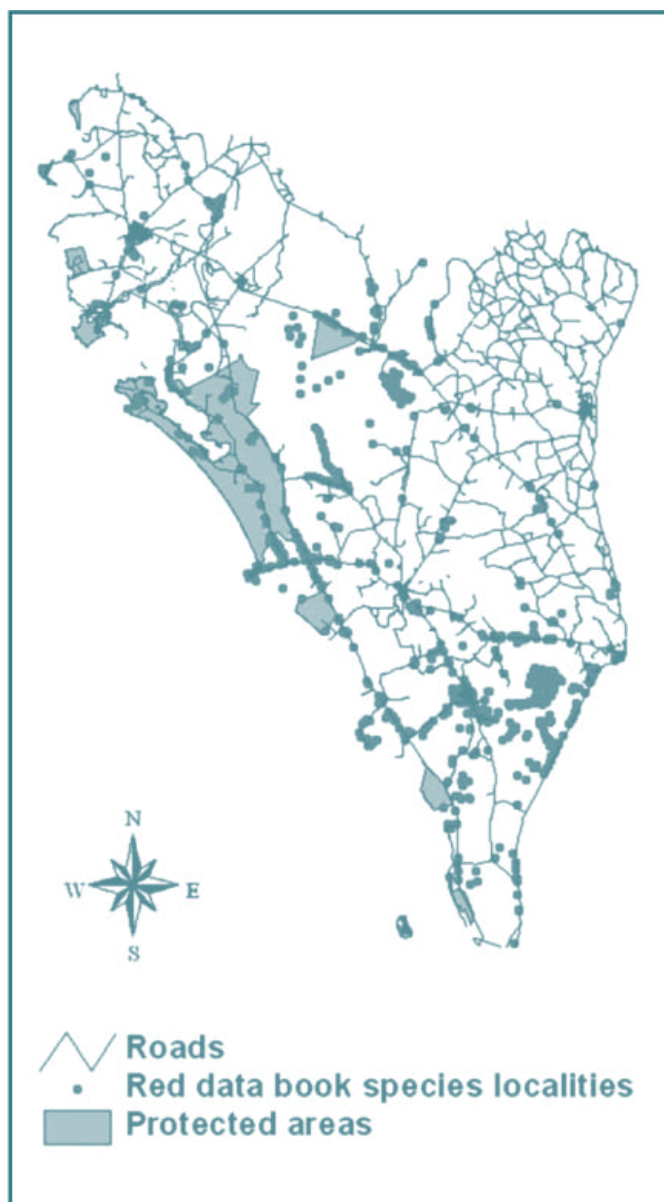 N
W E
S
Roads
Red data book species localities
Protected areas